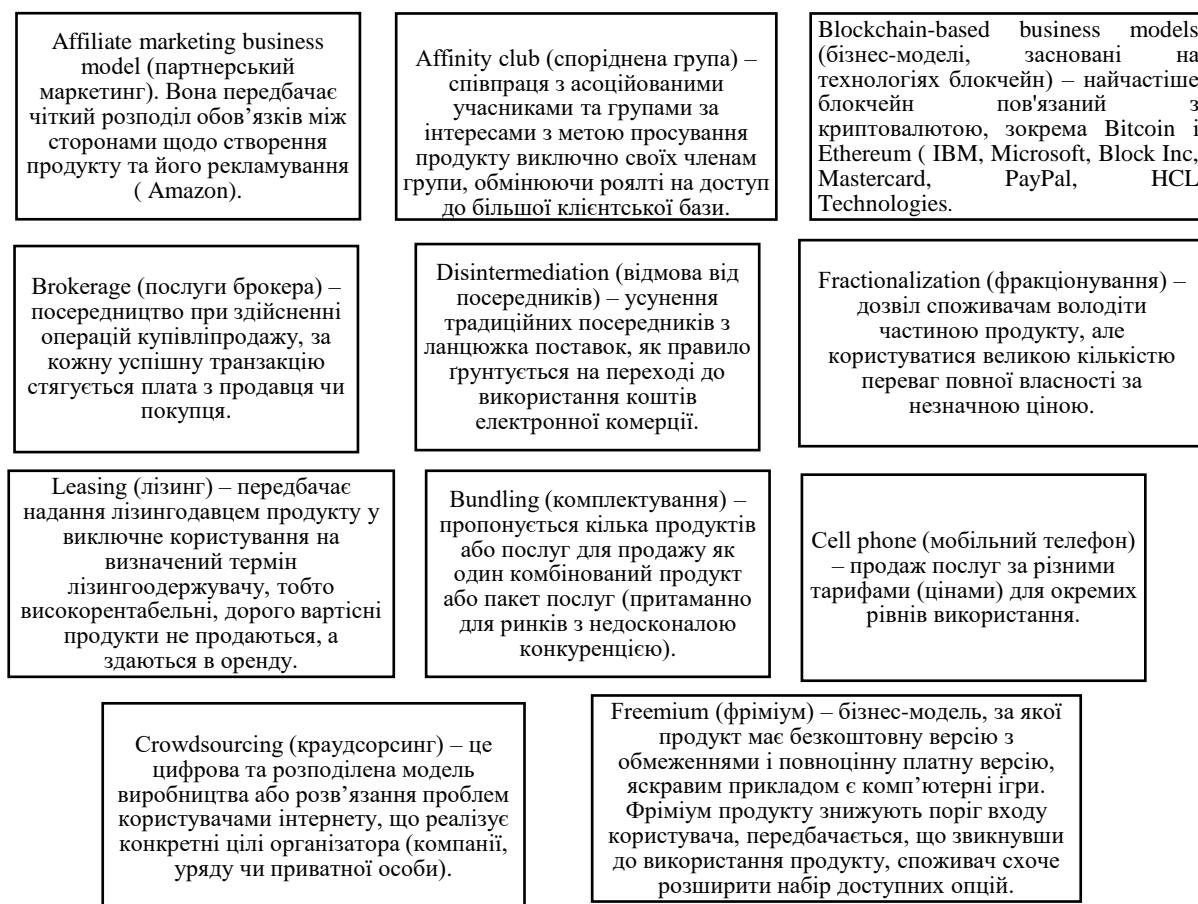 Affiliate marketing business
model (партнерський
маркетинг). Вона передбачає
чіткий розподіл обов’язків між
сторонами щодо створення
продукту та його рекламування
( Amazon).
Affinity club (споріднена група) –
співпраця з асоційованими
учасниками та групами за
інтересами з метою просування
продукту виключно своїх членам
групи, обмінюючи роялті на доступ
до більшої клієнтської бази.
Blockchain-based business models
(бізнес-моделі, засновані на
технологіях блокчейн) – найчастіше
блокчейн пов'язаний з
криптовалютою, зокрема Bitcoin і
Ethereum ( IBM, Microsoft, Block Inc,
Mastercard, PayPal, HCL
Technologies.
Brokerage (послуги брокера) –
посередництво при здійсненні
операцій купівліпродажу, за
кожну успішну транзакцію
стягується плата з продавця чи
покупця.
Disintermediation (відмова від
посередників) – усунення
традиційних посередників з
ланцюжка поставок, як правило
ґрунтується на переході до
використання коштів
електронної комерції.
Fractionalization (фракціонування) –
дозвіл споживачам володіти
частиною продукту, але
користуватися великою кількістю
переваг повної власності за
незначною ціною.
Leasing (лізинг) – передбачає
надання лізингодавцем продукту у
виключне користування на
визначений термін
лізингоодержувачу, тобто
високорентабельні, дорого вартісні
продукти не продаються, а
здаються в оренду.
Bundling (комплектування) –
пропонується кілька продуктів
або послуг для продажу як
один комбінований продукт
або пакет послуг (притаманно
для ринків з недосконалою
конкуренцією).
Cell phone (мобільний телефон)
– продаж послуг за різними
тарифами (цінами) для окремих
рівнів використання.
Crowdsourcing (краудсорсинг) – це
цифрова та розподілена модель
виробництва або розв’язання проблем
користувачами інтернету, що реалізує
конкретні цілі організатора (компанії,
уряду чи приватної особи).
Freemium (фріміум) – бізнес-модель, за якої
продукт має безкоштовну версію з
обмеженнями і повноцінну платну версію,
яскравим прикладом є комп’ютерні ігри.
Фріміум продукту знижують поріг входу
користувача, передбачається, що звикнувши
до використання продукту, споживач схоче
розширити набір доступних опцій.